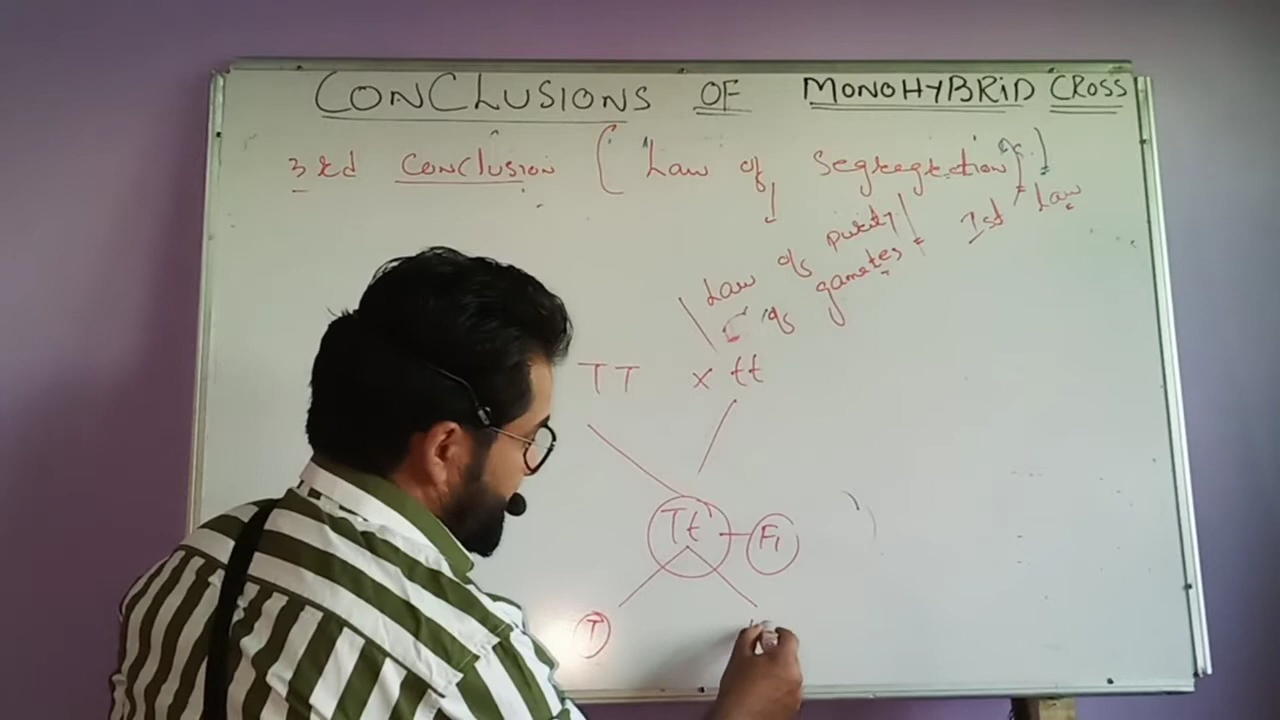 CONCLUSIONS OF MONOHYBRID CROSS
3rd Conclusion (Law of Segregation)
1st Law
Law of purity
of gametes
TT x tt
Tt F1
T